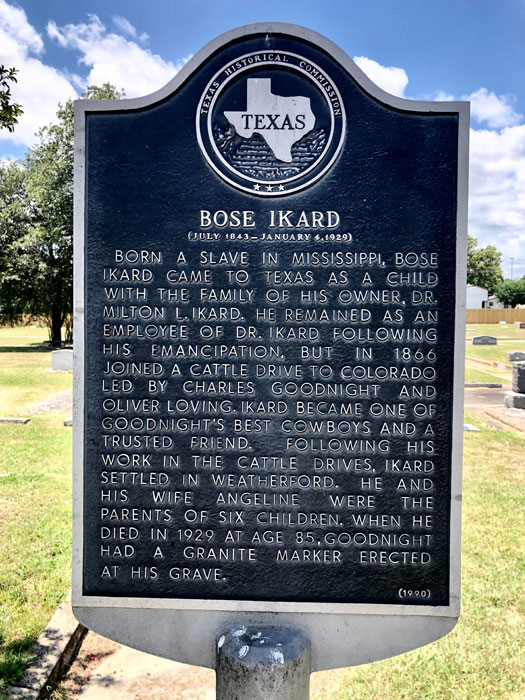 TEXAS HISTORICAL COMMISSION
TEXAS
BOSE IKARD
(JULY 1843 – JANUARY 4, 1929)
BORN A SLAVE IN MISSISSIPPI, BOSE
IKARD CAME TO TEXAS AS A CHILD
WITH THE FAMILY OF HIS OWNER, DR.
MILTON L. IKARD. HE REMAINED AS AN
EMPLOYEE OF DR. IKARD FOLLOWING
HIS EMANCIPATION, BUT IN 1866
JOINED A CATTLE DRIVE TO COLORADO
LED BY CHARLES GOODNIGHT AND
OLIVER LOVING. IKARD BECAME ONE OF
GOODNIGHT'S BEST COWBOYS AND A
TRUSTED FRIEND. FOLLOWING HIS
WORK IN THE CATTLE DRIVES, IKARD
SETTLED IN WEATHERFORD. HE AND
HIS WIFE ANGELINE WERE THE
PARENTS OF SIX CHILDREN. WHEN HE
DIED IN 1929 AT AGE 85, GOODNIGHT
HAD A GRANITE MARKER ERECTED
AT HIS GRAVE.
(1990)